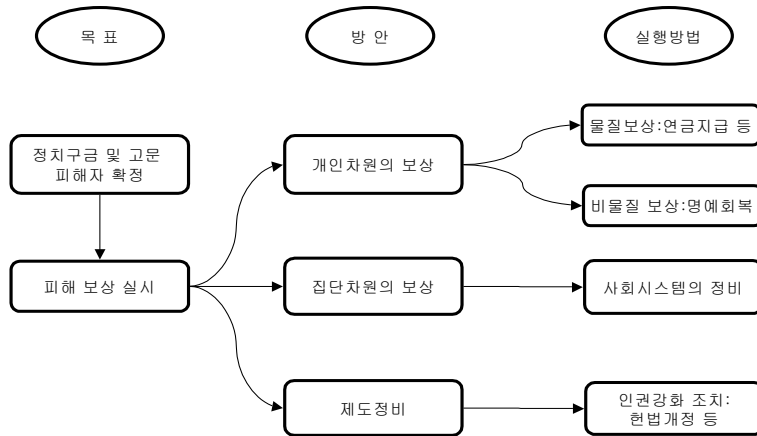 목 표
방 안
실행방법
정치구금 및 고문
피해자 확정
피해 보상 실시
개인차원의 보상
집단차원의 보상
제도정비
물질보상:연금지급 등
비물질 보상:명예회복
사회시스템의 정비
인권강화 조치:
헌법개정 등